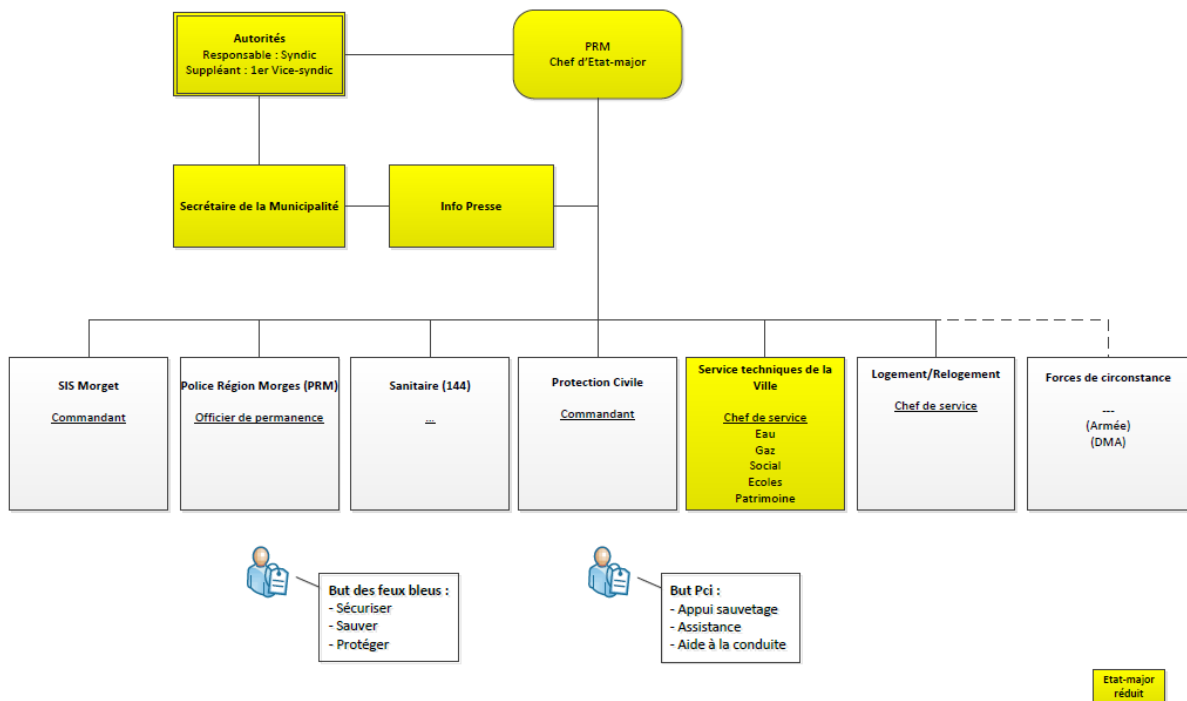 Autorités
Responsable : Syndic
Suppléant : 1er Vice-syndic
PRM
Chef d'Etat-major
Secrétaire de la Municipalité
Info Presse
SIS Morget
Commandant
Police Région Morges (PRM)
Officier de permanence
Sanitaire (144)
...
Protection Civile
Commandant
Service techniques de la
Ville
Chef de service
Eau
Gaz
Social
Ecoles
Patrimoine
Logement/Relogement
Chef de service
Forces de circonstance
---
(Armée)
(DMA)
But des feux bleus :
- Sécuriser
- Sauver
- Protéger
But Pci :
- Appui sauvetage
- Assistance
- Aide à la conduite
Etat-major
réduit